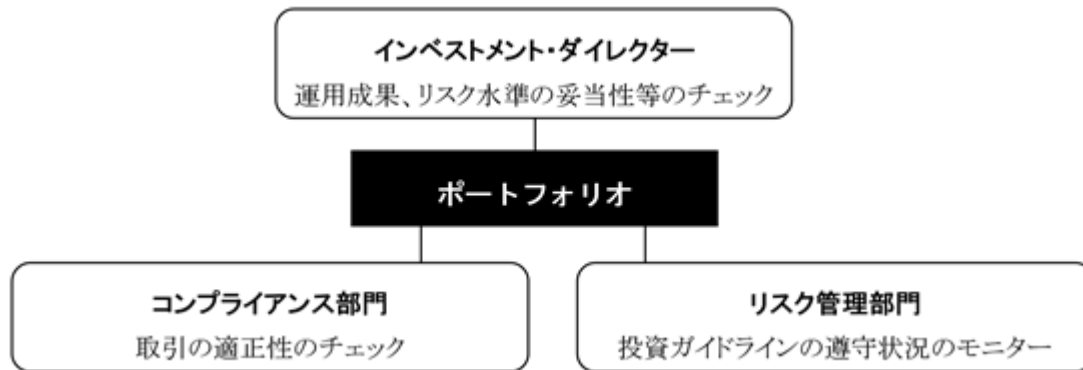 インベストメント・ダイレクター
運用成果、リスク水準の妥当性等のチェック
ポートフォリオ
コンプライアンス部門
取引の適正性のチェック
リスク管理部門
投資ガイドラインの遵守状況のモニター